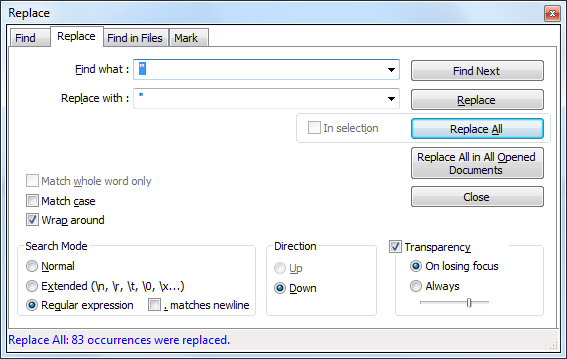 Replace
x
Find Replace Find in Files Mark
Find what : "
Find Next
Replace with : "
Replace
In selection
Replace All
Replace All in All Opened
Documents
Close
Match whole word only
Match case
Wrap around
Search Mode
Normal
Extended (\n, \r, \t, \0, \x...)
Regular expression . matches newline
Direction
Up
Down
Transparency
On losing focus
Always
Replace All: 83 occurrences were replaced.